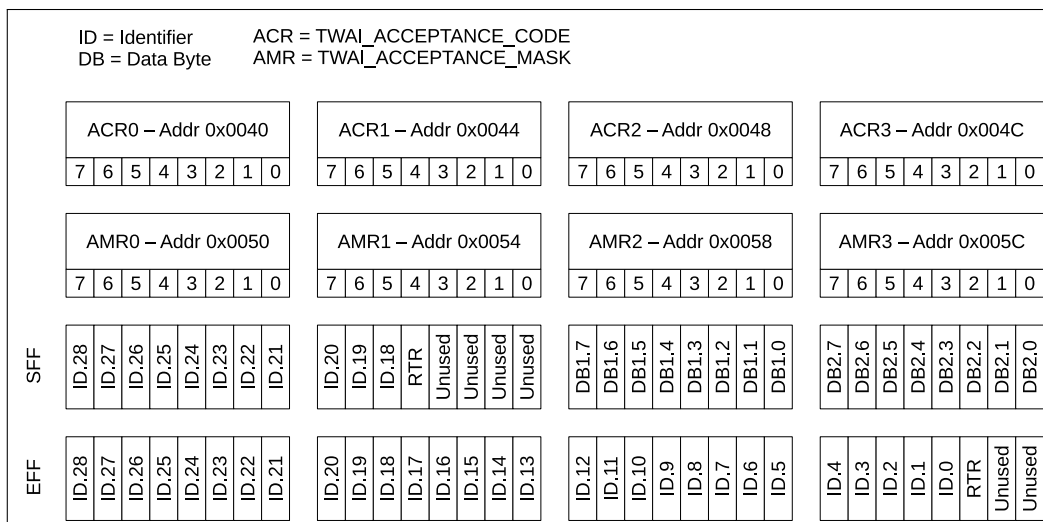 ID = Identifier ACR = TWAI_ACCEPTANCE_CODE
DB = Data Byte AMR = TWAI_ACCEPTANCE_MASK
ACR0 – Addr 0x0040 ACR1 – Addr 0x0044 ACR2 – Addr 0x0048 ACR3 – Addr 0x004C
7 6 5 4 3 2 1 0 7 6 5 4 3 2 1 0 7 6 5 4 3 2 1 0 7 6 5 4 3 2 1 0
AMR0 – Addr 0x0050 AMR1 – Addr 0x0054 AMR2 – Addr 0x0058 AMR3 – Addr 0x005C
7 6 5 4 3 2 1 0 7 6 5 4 3 2 1 0 7 6 5 4 3 2 1 0 7 6 5 4 3 2 1 0
SFF ID.28 ID.27 ID.26 ID.25 ID.24 ID.23 ID.22 ID.21 ID.20 ID.19 ID.18 RTR Unused Unused Unused Unused DB1.7 DB1.6 DB1.5 DB1.4 DB1.3 DB1.2 DB1.1 DB1.0 DB2.7 DB2.6 DB2.5 DB2.4 DB2.3 DB2.2 DB2.1 DB2.0
EFF ID.28 ID.27 ID.26 ID.25 ID.24 ID.23 ID.22 ID.21 ID.20 ID.19 ID.18 ID.17 ID.16 ID.15 ID.14 ID.13 ID.12 ID.11 ID.10 ID.9 ID.8 ID.7 ID.6 ID.5 ID.4 ID.3 ID.2 ID.1 ID.0 RTR Unused Unused